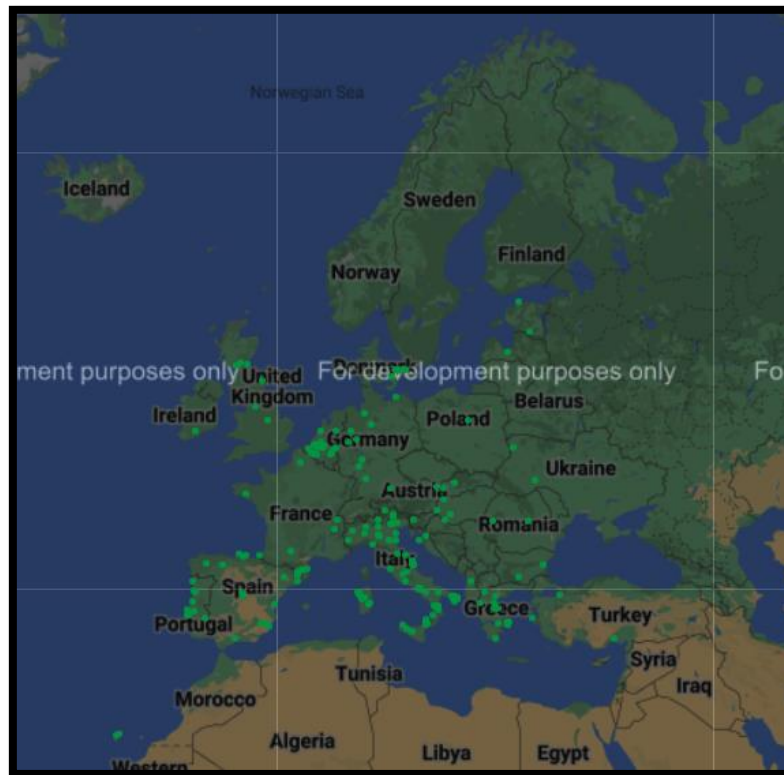 Norwegian Sea
Iceland
Sweden
Finland
Norway
ment purposes only
For development purposes only
Fo
Denmark
United
Kingdom
Ireland
Belarus
Poland
Germany
Ukraine
Austria
France
Romania
Italy
Spain
Portugal
Greece
Turkey
Syria
Iraq
Tunisia
Morocco
Algeria
Libya
Egypt
Western